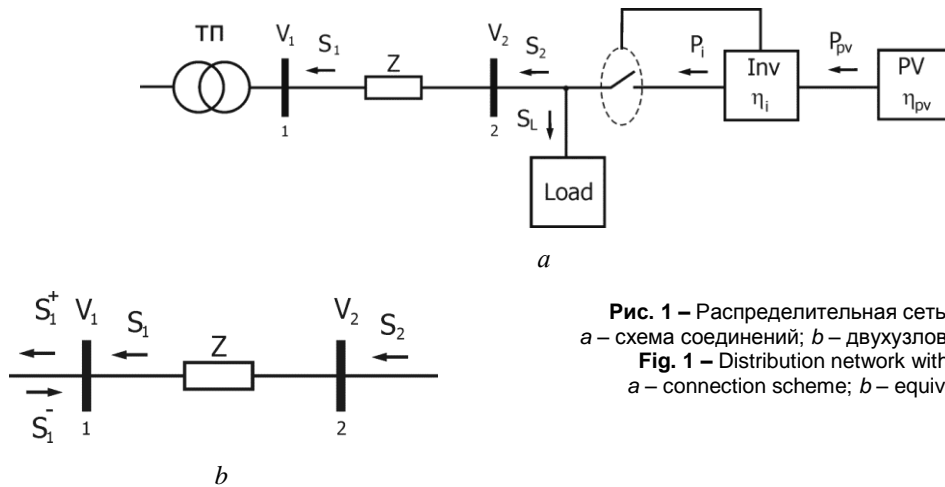 ТП
V₁
S₁
Z
V₂
S₂
Pᵢ
Pₚᵥ
Inv
ηᵢ
PV
ηₚᵥ
1
2
S_L
Load
a
S₁⁺
V₁
S₁
Z
V₂
S₂
S₁⁻
1
2
b
Рис. 1 – Распределительная сеть
a – схема соединений; b – двухузлов
Fig. 1 – Distribution network with
a – connection scheme; b – equiv